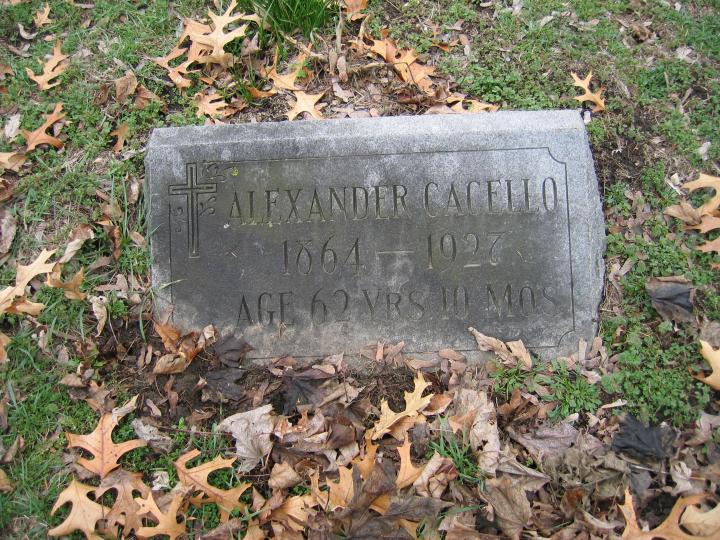 ALEXANDER CACELLO
1864 — 1927
AGE 62 YRS 10 MOS